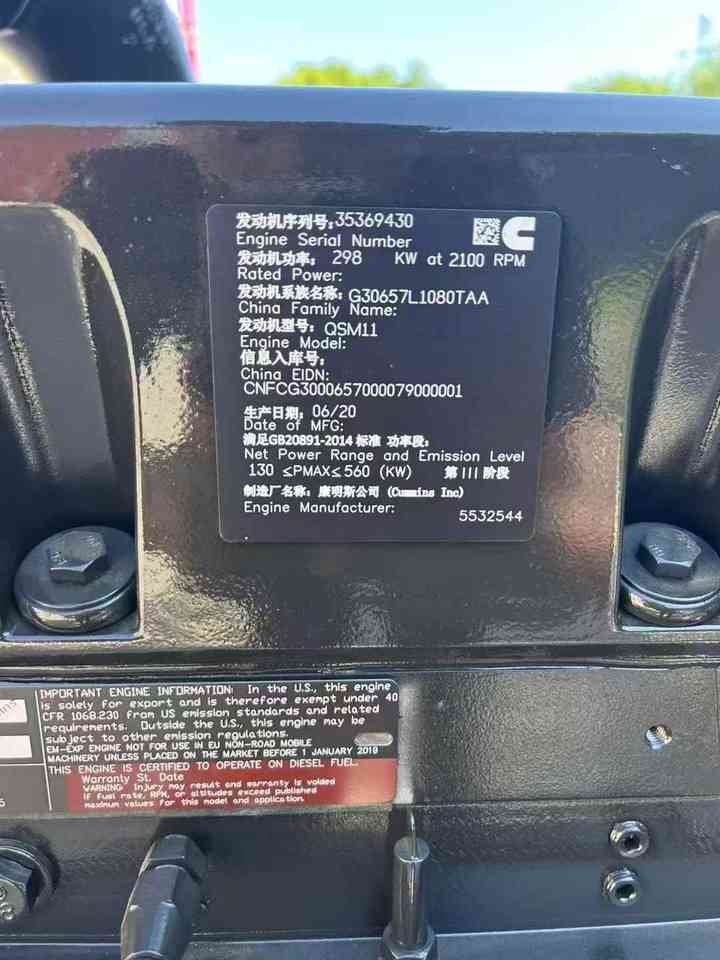 发动机序列号:35369430
Engine Serial Number
发动机功率: 298 KW at 2100 RPM
Rated Power:
发动机系族名称: G30657L1080TAA
China Family Name:
发动机型号: QSM11
Engine Model:
信息入库号:
China EIDN:
CNFCG3000657000079000001
生产日期: 06/20
Date of MFG:
满足GB20891-2014 标准 功率段:
Net Power Range and Emission Level
130 ≤PMAX≤560 (KW) 第III阶段
制造厂名称: 康明斯公司 (Cummins Inc)
Engine Manufacturer:
5532544
IMPORTANT ENGINE INFORMATION: In the U.S., this engine
is solely for export and is therefore exempt under 40
CFR 1068.230 from US emission standards and related
requirements. Outside the U.S., this engine may be
subject to other emission regulations.
EM-EXP ENGINE NOT FOR USE IN EU NON-ROAD MOBILE
MACHINERY UNLESS PLACED ON THE MARKET BEFORE 1 JANUARY 2019
THIS ENGINE IS CERTIFIED TO OPERATE ON DIESEL FUEL.
Warranty St. Date
WARNING: Injury may result and warranty is voided
if fuel rate, RPM, or altitudes exceed published
maximum values for this model and application.